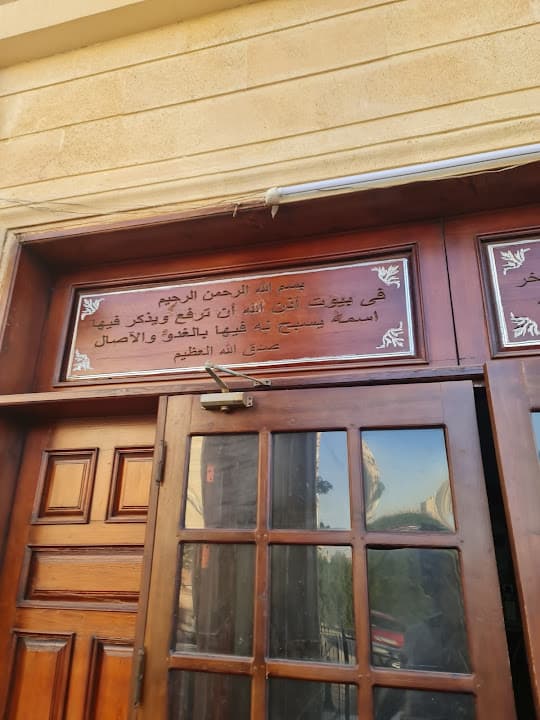 بسم الله الرحمن الرحيم
فى بيوت أذن الله أن ترفع ويذكر فيها
اسمه يسبح له فيها بالغدو والآصال
صدق الله العظيم